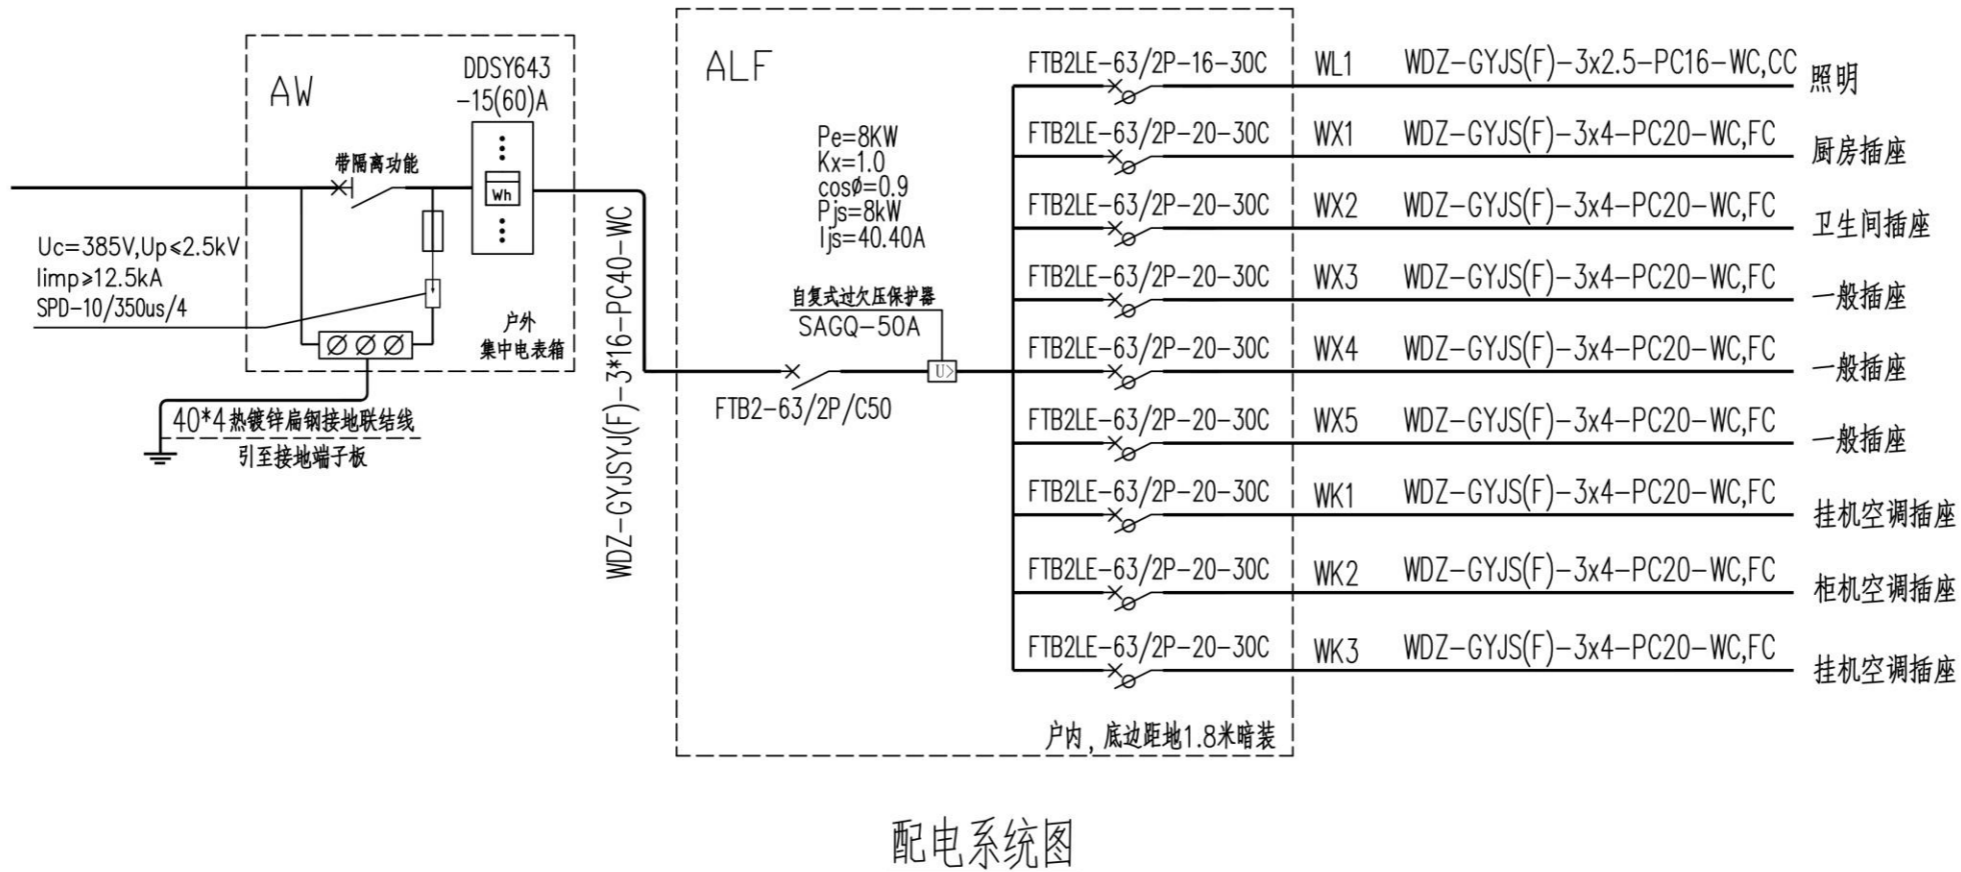 AW
DDSY643
-15(60)A
带隔离功能
Wh
Uc=385V,Up≤2.5kV
Iimp≥12.5kA
SPD-10/350us/4
户外
集中电表箱
40*4热镀锌扁钢接地联结线
引至接地端子板
WDZ-GYJSYJ(F)-3*16-PC40-WC
ALF
Pe=8KW
Kx=1.0
cosø=0.9
Pjs=8kW
Ijs=40.40A
自复式过欠压保护器
SAGQ-50A
U>
FTB2-63/2P/C50
FTB2LE-63/2P-16-30C WL1 WDZ-GYJS(F)-3x2.5-PC16-WC,CC 照明
FTB2LE-63/2P-20-30C WX1 WDZ-GYJS(F)-3x4-PC20-WC,FC 厨房插座
FTB2LE-63/2P-20-30C WX2 WDZ-GYJS(F)-3x4-PC20-WC,FC 卫生间插座
FTB2LE-63/2P-20-30C WX3 WDZ-GYJS(F)-3x4-PC20-WC,FC 一般插座
FTB2LE-63/2P-20-30C WX4 WDZ-GYJS(F)-3x4-PC20-WC,FC 一般插座
FTB2LE-63/2P-20-30C WX5 WDZ-GYJS(F)-3x4-PC20-WC,FC 一般插座
FTB2LE-63/2P-20-30C WK1 WDZ-GYJS(F)-3x4-PC20-WC,FC 挂机空调插座
FTB2LE-63/2P-20-30C WK2 WDZ-GYJS(F)-3x4-PC20-WC,FC 柜机空调插座
FTB2LE-63/2P-20-30C WK3 WDZ-GYJS(F)-3x4-PC20-WC,FC 挂机空调插座
户内，底边距地1.8米暗装
配电系统图